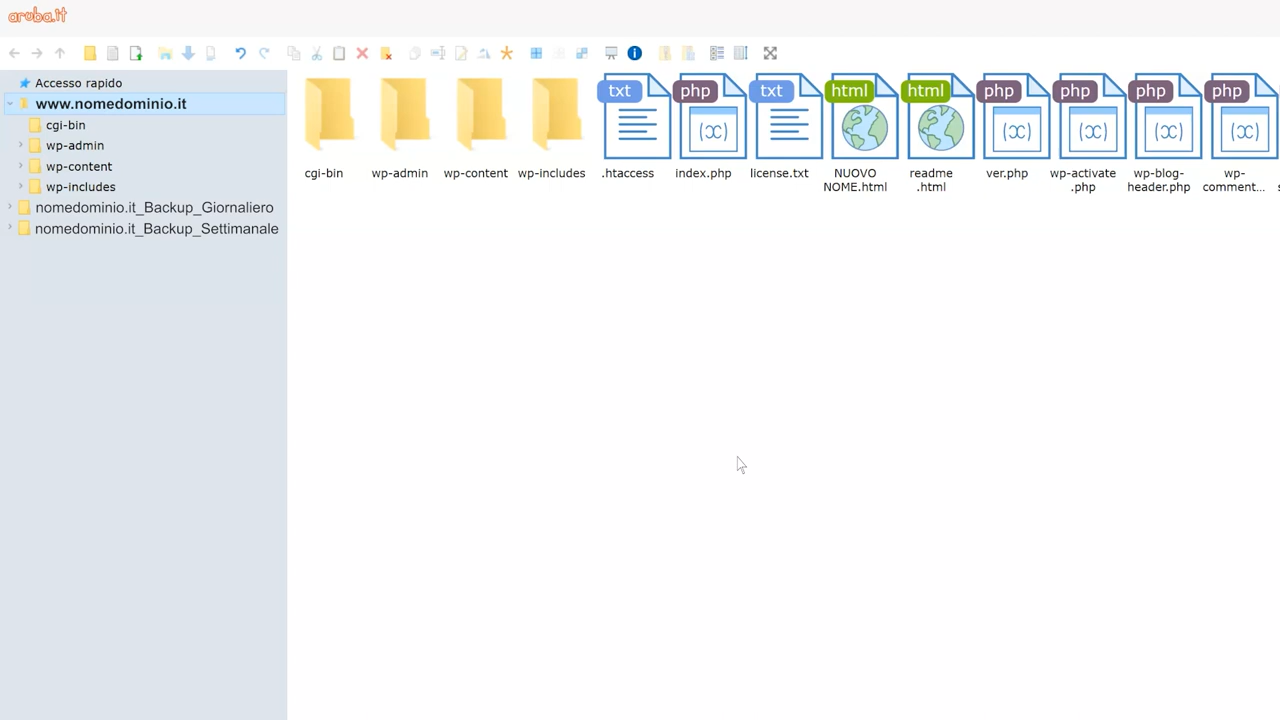 aruba.it
Accesso rapido
www.nomedominio.it
cgi-bin
wp-admin
wp-content
wp-includes
nomedominio.it_Backup_Giornaliero
nomedominio.it_Backup_Settimanale
txt
php
txt
html
html
php
php
php
php
cgi-bin
wp-admin
wp-content
wp-includes
.htaccess
index.php
license.txt
NUOVO
NOME.html
readme
.html
ver.php
wp-activate
.php
wp-blog-
header.php
wp-
comment...